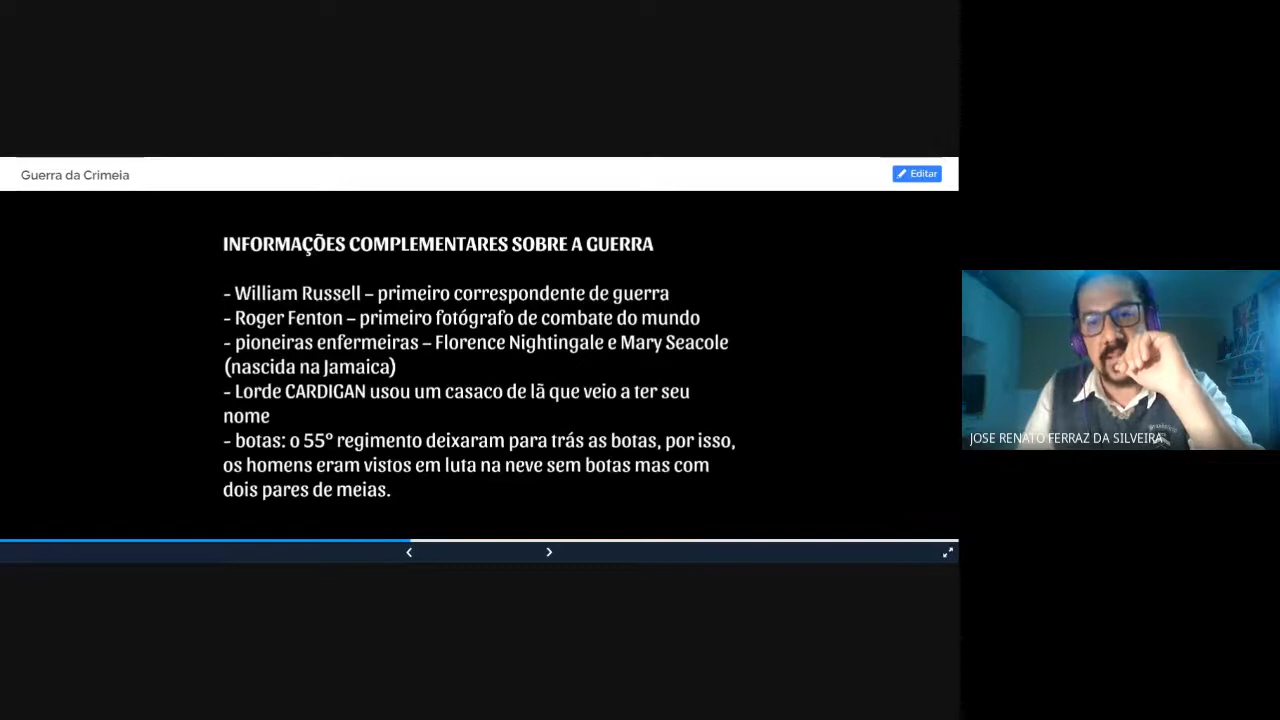 Guerra da Crimeia
Editar
INFORMAÇÕES COMPLEMENTARES SOBRE A GUERRA
- William Russell – primeiro correspondente de guerra
- Roger Fenton – primeiro fotógrafo de combate do mundo
- pioneiras enfermeiras – Florence Nightingale e Mary Seacole
(nascida na Jamaica)
- Lorde CARDIGAN usou um casaco de lã que veio a ter seu
nome
- botas: o 55º regimento deixaram para trás as botas, por isso,
os homens eram vistos em luta na neve sem botas mas com
dois pares de meias.
JOSE RENATO FERRAZ DA SILVEIRA